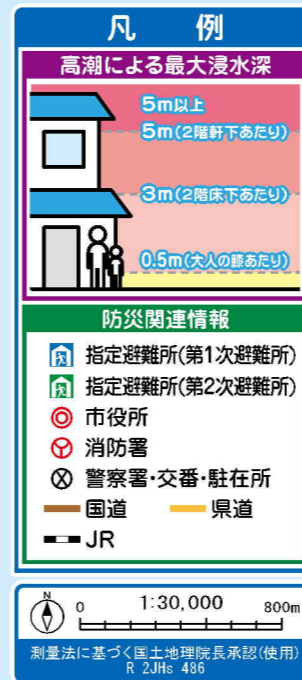 凡 例
高潮による最大浸水深
5m以上
5m(2階軒下あたり)
3m(2階床下あたり)
0.5m(大人の膝あたり)
防災関連情報
指定避難所(第1次避難所)
指定避難所(第2次避難所)
市役所
消防署
警察署・交番・駐在所
国道 県道
JR
N
0 1:30,000 800m
測量法に基づく国土地理院長承認(使用)
R 2JHs 486